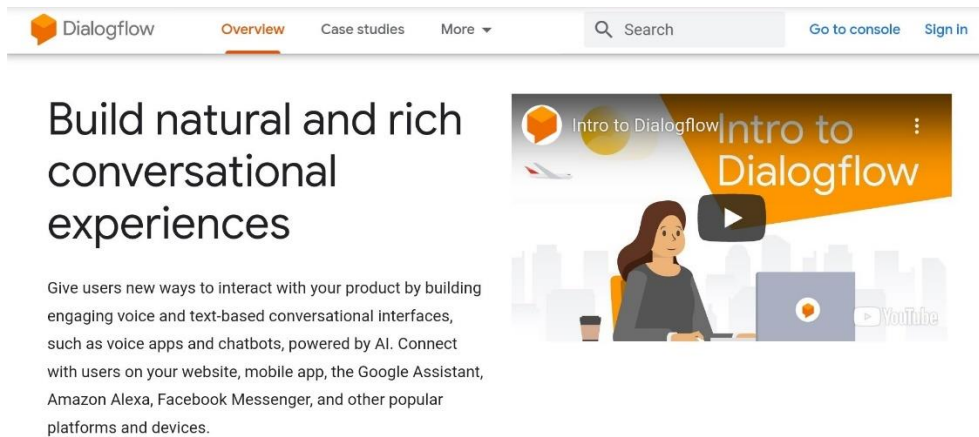 Dialogflow
Overview
Case studies
More
Search
Go to console
Sign In
Build natural and rich
conversational
experiences
Give users new ways to interact with your product by building
engaging voice and text-based conversational interfaces,
such as voice apps and chatbots, powered by AI. Connect
with users on your website, mobile app, the Google Assistant,
Amazon Alexa, Facebook Messenger, and other popular
platforms and devices.
Intro to Dialogflow
Intro to
Dialogflow
YouTube